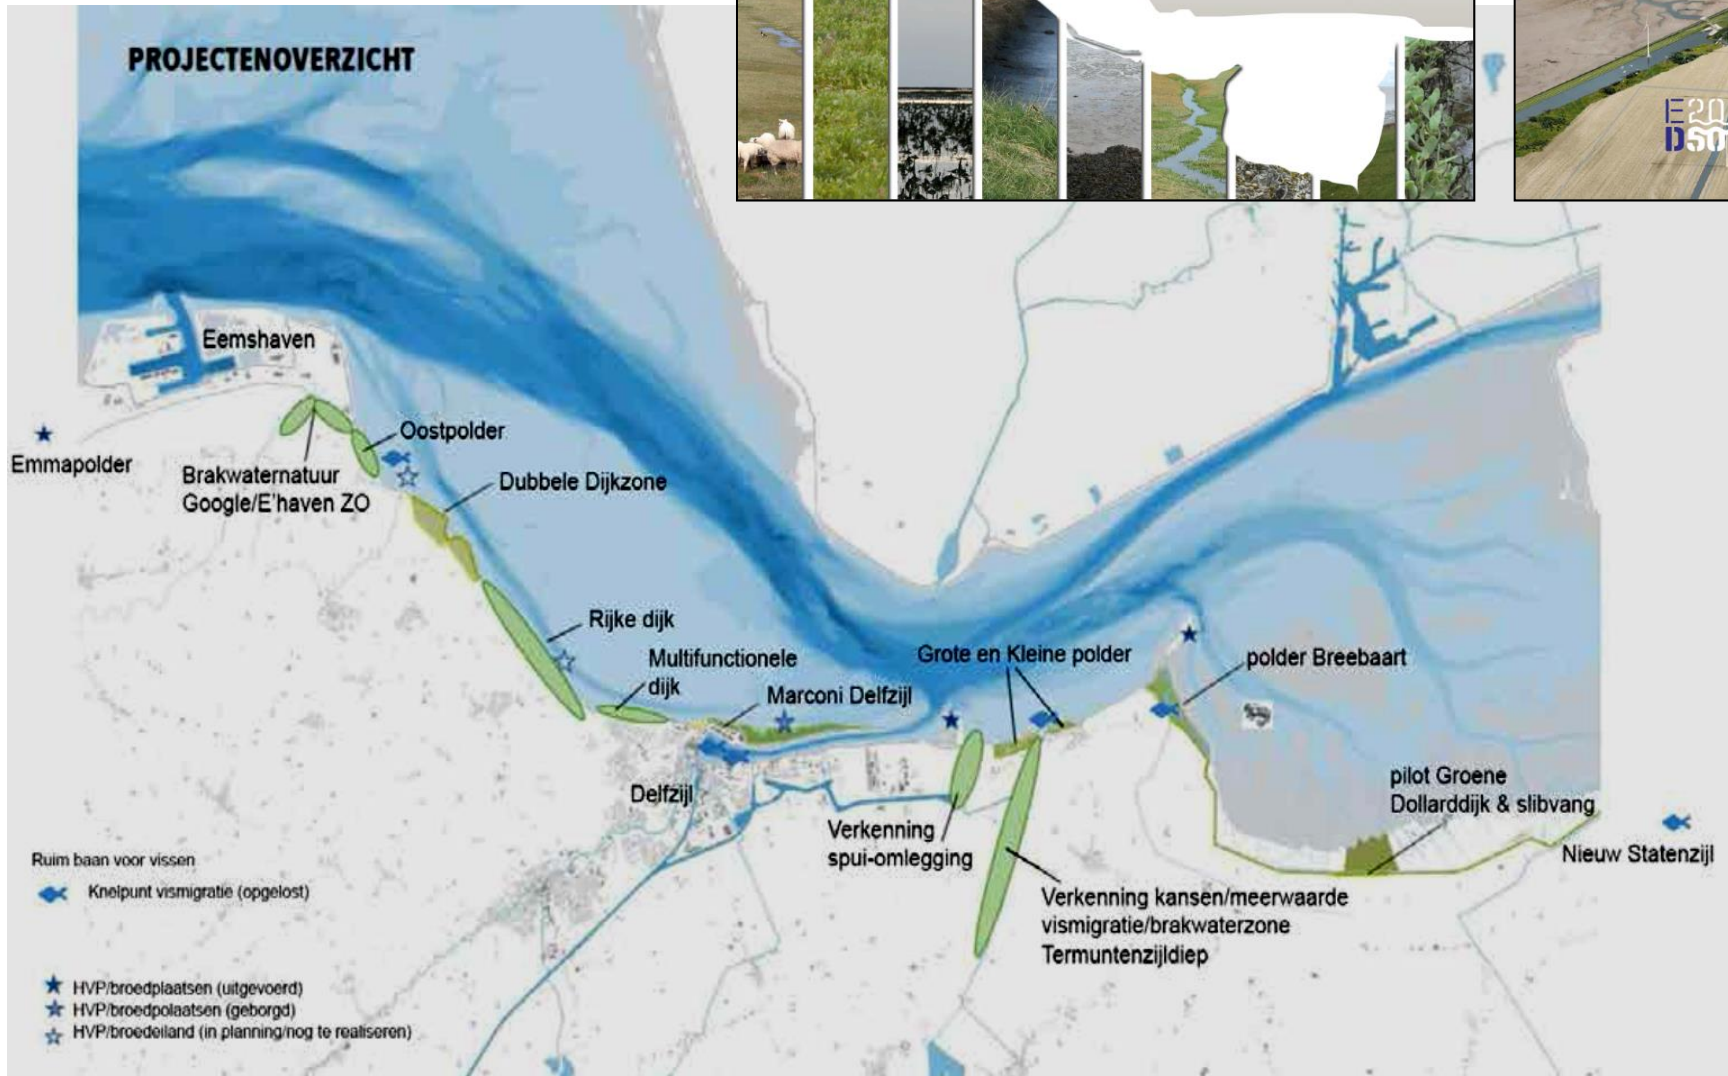 PROJECTENOVERZICHT
Eemshaven
Emmapolder
Brakwaternatuur
Google/E'haven ZO
Oostpolder
Dubbele Dijkzone
Rijke dijk
Multifunctionele
dijk
Marconi Delfzijl
Grote en Kleine polder
polder Breebaart
Delfzijl
Verkenning
spui-omlegging
Verkenning kansen/meerwaarde
vismigratie/brakwaterzone
Termuntenzijldiep
pilot Groene
Dollarddijk & slibvang
Nieuw Statenzijl
Ruim baan voor vissen
Knelpunt vismigratie (opgelost)
HVP/broedplaatsen (uitgevoerd)
HVP/broedpolaatsen (geborgd)
HVP/broedeiland (in planning/nog te realiseren)